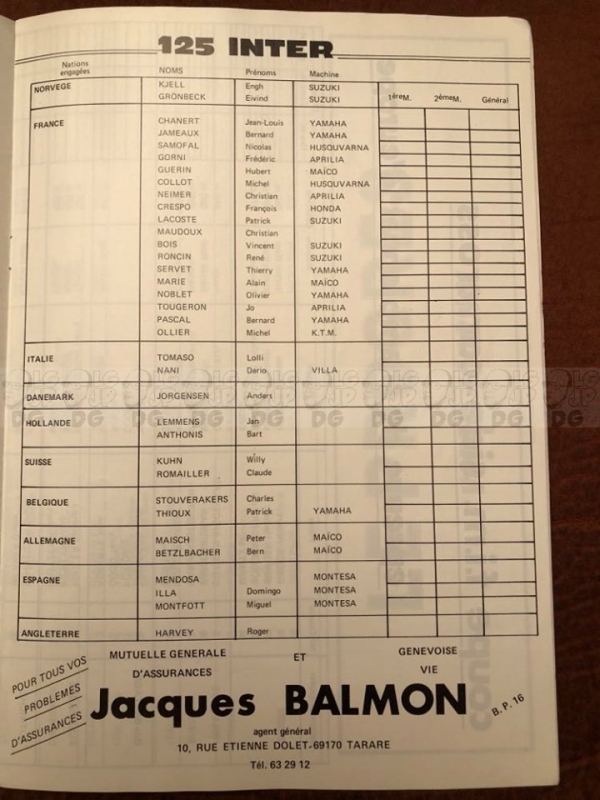 125 INTER
Nations engagées NOMS Prénoms Machine
NORVEGE KJELL Engh SUZUKI
GRÖNBECK Eivind SUZUKI 1ère M. 2ème M. Général
FRANCE CHANERT Jean-Louis YAMAHA
JAMEAUX Bernard YAMAHA
SAMOFAL Nicolas HUSQUVARNA
GORNI Frédéric APRILIA
GUERIN Hubert MAÏCO
COLLOT Michel HUSQUVARNA
NEIMER Christian APRILIA
CRESPO François HONDA
LACOSTE Patrick SUZUKI
MAUDOUX Christian
BOIS Vincent SUZUKI
RONCIN René SUZUKI
SERVET Thierry YAMAHA
MARIE Alain MAÏCO
NOBLET Olivier YAMAHA
TOUGERON Jo APRILIA
PASCAL Bernard YAMAHA
OLLIER Michel K.T.M.
ITALIE TOMASO Lolli
NANI Dario VILLA
DANEMARK JORGENSEN Anders
HOLLANDE LEMMENS Jan
ANTHONIS Bart
SUISSE KUHN Willy
ROMAILLER Claude
BELGIQUE STOUVERAKERS Charles
THIOUX Patrick YAMAHA
ALLEMAGNE MAISCH Peter MAÏCO
BETZLBACHER Bern MAÏCO
ESPAGNE MENDOSA MONTESA
ILLA Domingo MONTESA
MONTFOTT Miguel MONTESA
ANGLETERRE HARVEY Roger
POUR TOUS VOS
PROBLEMES
D'ASSURANCES
MUTUELLE GENERALE ET GENEVOISE
D'ASSURANCES VIE
Jacques BALMON
B.P. 16
agent général
10, RUE ETIENNE DOLET-69170 TARARE
Tél. 63 29 12